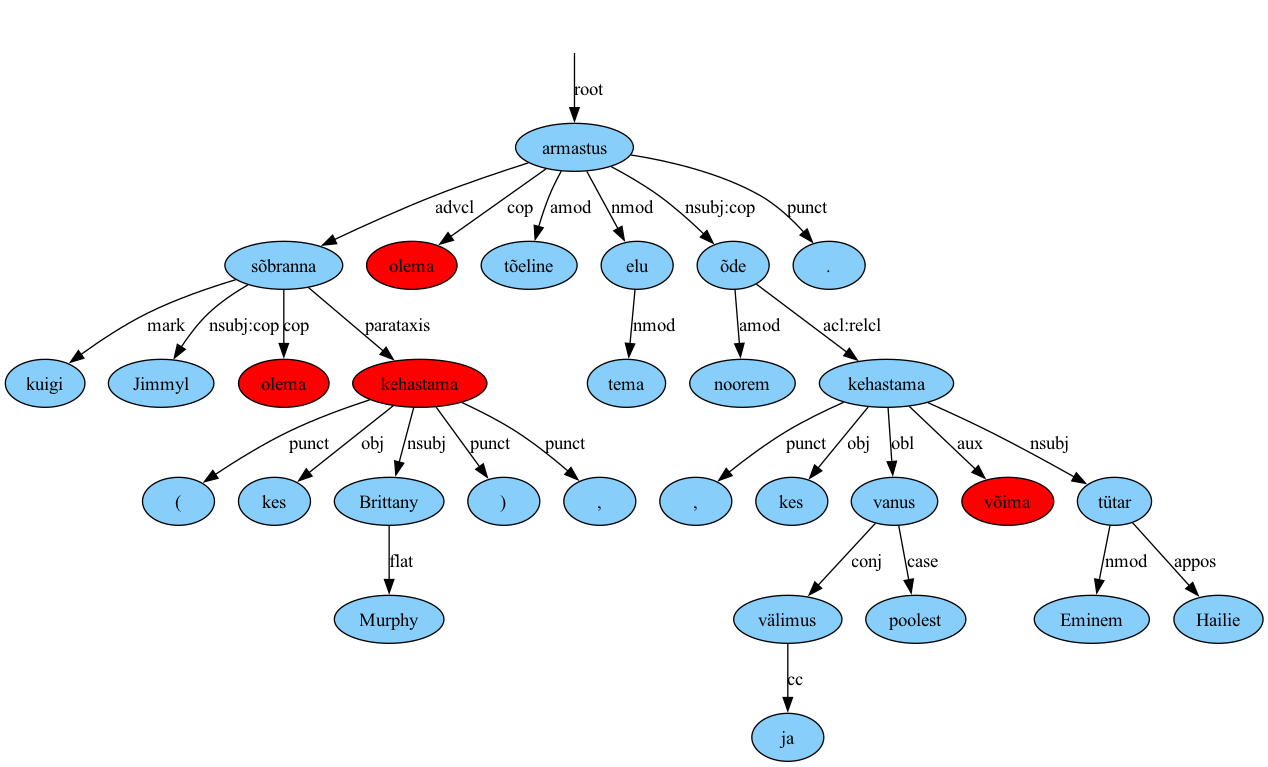 root
armastus
advcl cop amod nmod nsubj:cop punct
sõbranna olema tõeline elu õde .
mark nsubj:cop cop parataxis nmod amod acl:relcl
kuigi Jimmyl olema kehastama tema noorem kehastama
punct obj nsubj punct punct punct obj obl aux nsubj
( kes Brittany ) , , kes vanus võima tütar
flat conj case nmod appos
Murphy välimus poolest Eminem Hailie
cc
ja